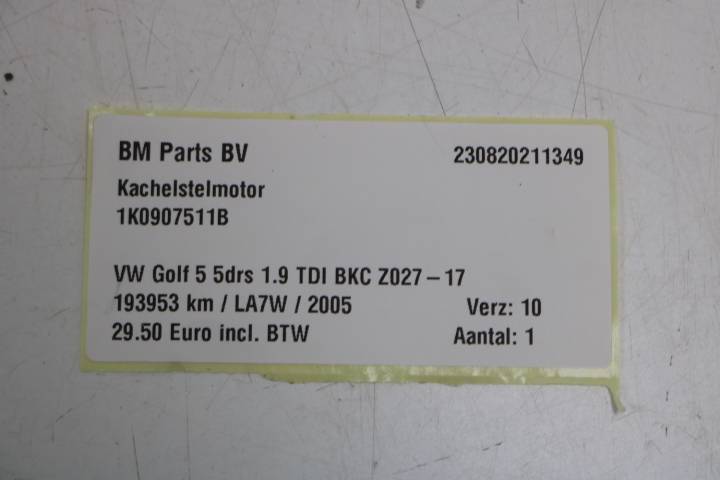 BM Parts BV 230820211349
Kachelstelmotor
1K0907511B
VW Golf 5 5drs 1.9 TDI BKC Z027-17
193953 km / LA7W / 2005 Verz: 10
29.50 Euro incl. BTW Aantal: 1